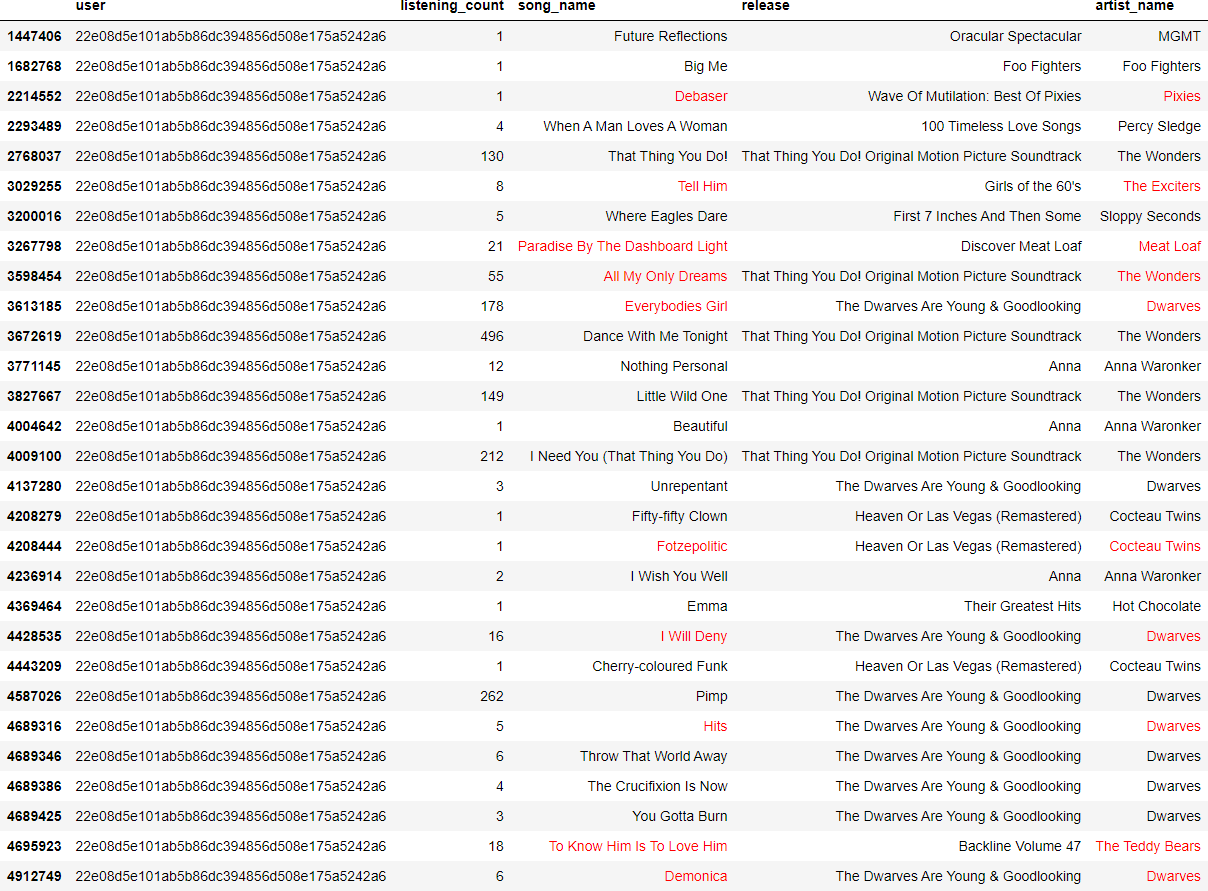 user listening_count song_name release artist_name
1447406 22e08d5e101ab5b86dc394856d508e175a5242a6 1 Future Reflections Oracular Spectacular MGMT
1682768 22e08d5e101ab5b86dc394856d508e175a5242a6 1 Big Me Foo Fighters Foo Fighters
2214552 22e08d5e101ab5b86dc394856d508e175a5242a6 1 Debaser Wave Of Mutilation: Best Of Pixies Pixies
2293489 22e08d5e101ab5b86dc394856d508e175a5242a6 4 When A Man Loves A Woman 100 Timeless Love Songs Percy Sledge
2768037 22e08d5e101ab5b86dc394856d508e175a5242a6 130 That Thing You Do! That Thing You Do! Original Motion Picture Soundtrack The Wonders
3029255 22e08d5e101ab5b86dc394856d508e175a5242a6 8 Tell Him Girls of the 60's The Exciters
3200016 22e08d5e101ab5b86dc394856d508e175a5242a6 5 Where Eagles Dare First 7 Inches And Then Some Sloppy Seconds
3267798 22e08d5e101ab5b86dc394856d508e175a5242a6 21 Paradise By The Dashboard Light Discover Meat Loaf Meat Loaf
3598454 22e08d5e101ab5b86dc394856d508e175a5242a6 55 All My Only Dreams That Thing You Do! Original Motion Picture Soundtrack The Wonders
3613185 22e08d5e101ab5b86dc394856d508e175a5242a6 178 Everybodies Girl The Dwarves Are Young & Goodlooking Dwarves
3672619 22e08d5e101ab5b86dc394856d508e175a5242a6 496 Dance With Me Tonight That Thing You Do! Original Motion Picture Soundtrack The Wonders
3771145 22e08d5e101ab5b86dc394856d508e175a5242a6 12 Nothing Personal Anna Anna Waronker
3827667 22e08d5e101ab5b86dc394856d508e175a5242a6 149 Little Wild One That Thing You Do! Original Motion Picture Soundtrack The Wonders
4004642 22e08d5e101ab5b86dc394856d508e175a5242a6 1 Beautiful Anna Anna Waronker
4009100 22e08d5e101ab5b86dc394856d508e175a5242a6 212 I Need You (That Thing You Do) That Thing You Do! Original Motion Picture Soundtrack The Wonders
4137280 22e08d5e101ab5b86dc394856d508e175a5242a6 3 Unrepentant The Dwarves Are Young & Goodlooking Dwarves
4208279 22e08d5e101ab5b86dc394856d508e175a5242a6 1 Fifty-fifty Clown Heaven Or Las Vegas (Remastered) Cocteau Twins
4208444 22e08d5e101ab5b86dc394856d508e175a5242a6 1 Fotzepolitic Heaven Or Las Vegas (Remastered) Cocteau Twins
4236914 22e08d5e101ab5b86dc394856d508e175a5242a6 2 I Wish You Well Anna Anna Waronker
4369464 22e08d5e101ab5b86dc394856d508e175a5242a6 1 Emma Their Greatest Hits Hot Chocolate
4428535 22e08d5e101ab5b86dc394856d508e175a5242a6 16 I Will Deny The Dwarves Are Young & Goodlooking Dwarves
4443209 22e08d5e101ab5b86dc394856d508e175a5242a6 1 Cherry-coloured Funk Heaven Or Las Vegas (Remastered) Cocteau Twins
4587026 22e08d5e101ab5b86dc394856d508e175a5242a6 262 Pimp The Dwarves Are Young & Goodlooking Dwarves
4689316 22e08d5e101ab5b86dc394856d508e175a5242a6 5 Hits The Dwarves Are Young & Goodlooking Dwarves
4689346 22e08d5e101ab5b86dc394856d508e175a5242a6 6 Throw That World Away The Dwarves Are Young & Goodlooking Dwarves
4689386 22e08d5e101ab5b86dc394856d508e175a5242a6 4 The Crucifixion Is Now The Dwarves Are Young & Goodlooking Dwarves
4689425 22e08d5e101ab5b86dc394856d508e175a5242a6 3 You Gotta Burn The Dwarves Are Young & Goodlooking Dwarves
4695923 22e08d5e101ab5b86dc394856d508e175a5242a6 18 To Know Him Is To Love Him Backline Volume 47 The Teddy Bears
4912749 22e08d5e101ab5b86dc394856d508e175a5242a6 6 Demonica The Dwarves Are Young & Goodlooking Dwarves